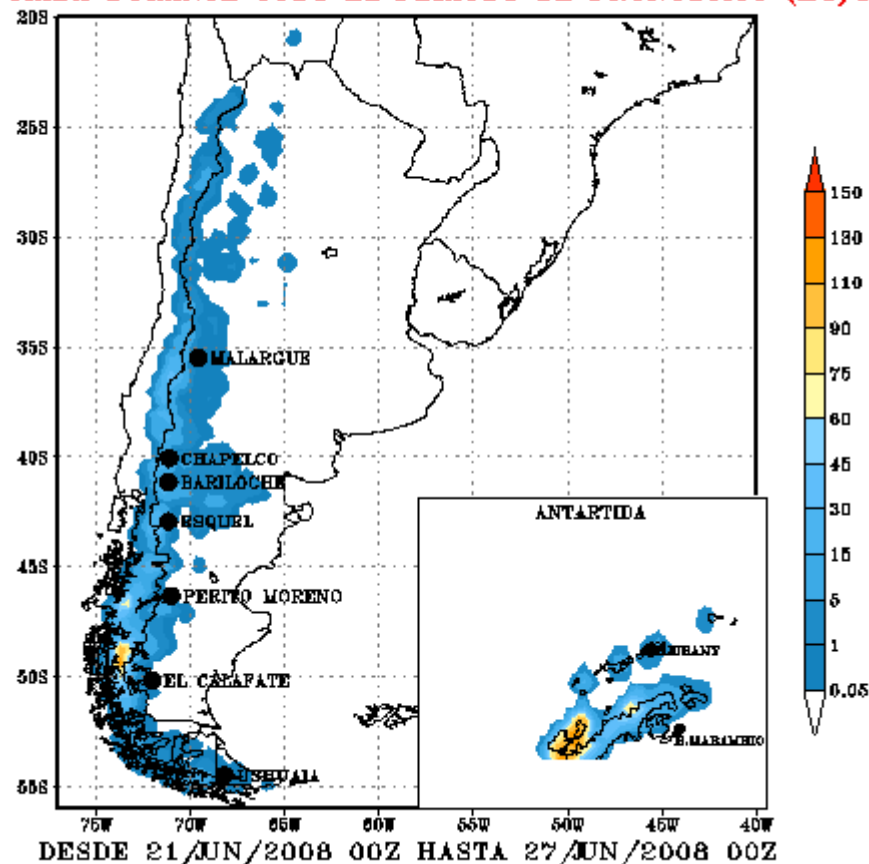 20S
25S
30S
35S
40S
45S
50S
55S
75W 70W 65W 60W 55W 50W 45W 40W
MALARGUE
CHAPELCO
BARILOCHE
ESQUEL
PERITO MORENO
EL CALAFATE
USHUAIA
ANTARTIDA
B.MARAMBIO
150
130
110
90
75
60
45
30
15
5
1
0.05
DESDE 21/JUN/2008 00Z HASTA 27/JUN/2008 00Z